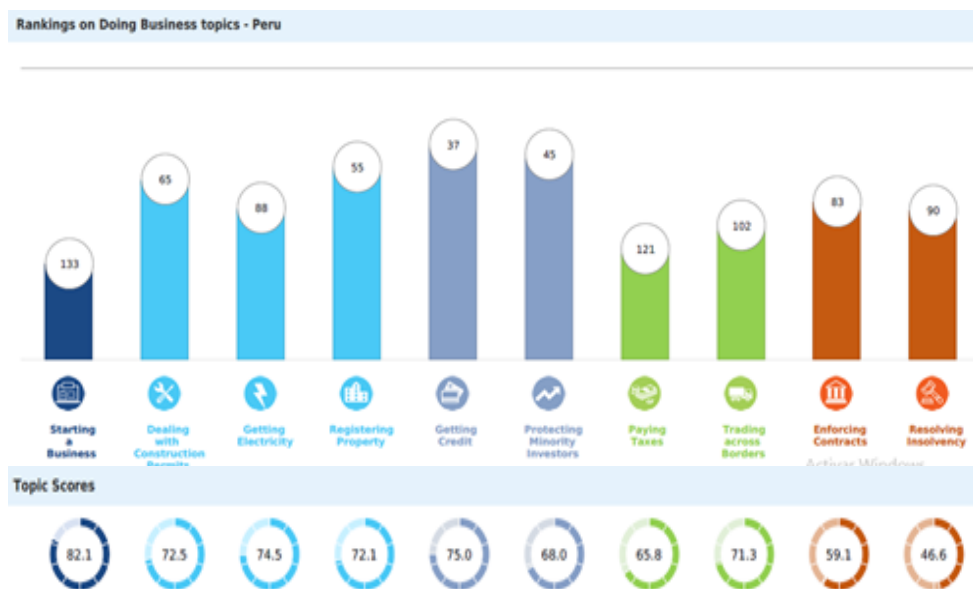 Rankings on Doing Business topics - Peru
133
65
88
55
37
45
121
102
83
90
Starting
a
Business
Dealing
with
Construction
Permits
Getting
Electricity
Registering
Property
Getting
Credit
Protecting
Minority
Investors
Paying
Taxes
Trading
across
Borders
Enforcing
Contracts
Resolving
Insolvency
Activar Windows
Topic Scores
82.1
72.5
74.5
72.1
75.0
68.0
65.8
71.3
59.1
46.6